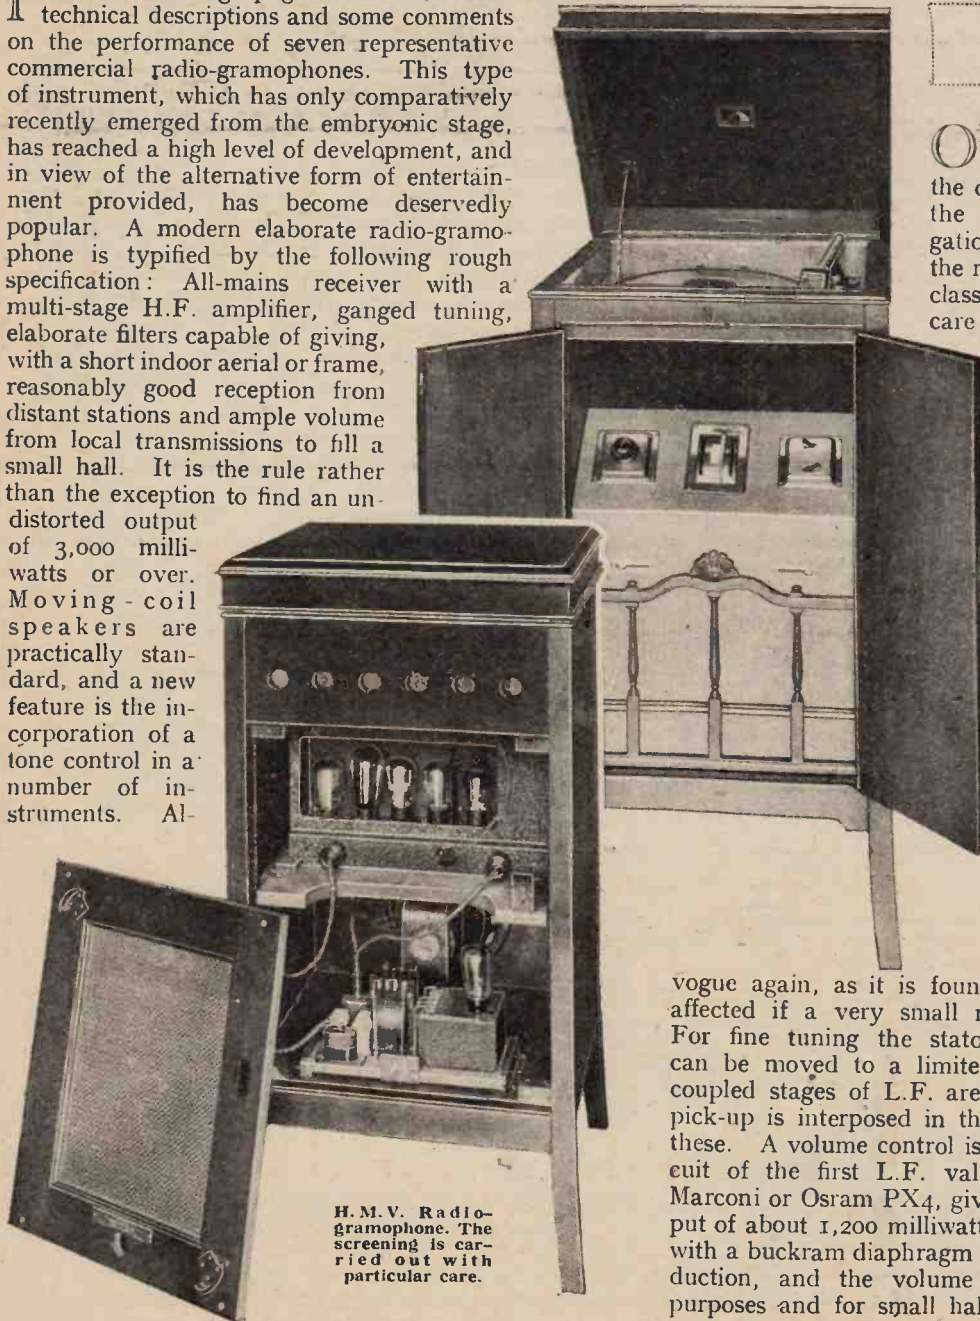 technical descriptions and some comments
on the performance of seven representative
commercial radio-gramophones. This type
of instrument, which has only comparatively
recently emerged from the embryonic stage,
has reached a high level of development, and
in view of the alternative form of entertain-
ment provided, has become deservedly
popular. A modern elaborate radio-gramo-
phone is typified by the following rough
specification: All-mains receiver with a
multi-stage H.F. amplifier, ganged tuning,
elaborate filters capable of giving,
with a short indoor aerial or frame,
reasonably good reception from
distant stations and ample volume
from local transmissions to fill a
small hall. It is the rule rather
than the exception to find an un-
distorted output
of 3,000 milli-
watts or over.
Moving-coil
speakers are
practically stan-
dard, and a new
feature is the in-
corporation of a
tone control in a
number of in-
struments. Al-
H.M.V. Radio-
gramophone. The
screening is car-
ried out with
particular care.
O
the
the
gatio
the
class
care
vogue again, as it is foun
affected if a very small
For fine tuning the stato
can be moved to a limite
coupled stages of L.F. are
pick-up is interposed in th
these. A volume control is
cuit of the first L.F. val
Marconi or Osram PX4, giv
put of about 1,200 milliwat
with a buckram diaphragm
duction, and the volume
purposes and for small hal